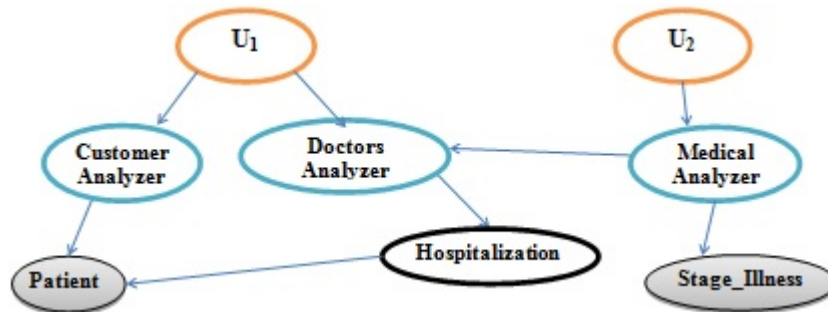 U₁
U₂
Customer
Analyzer
Doctors
Analyzer
Medical
Analyzer
Hospitalization
Patient
Stage_Illness